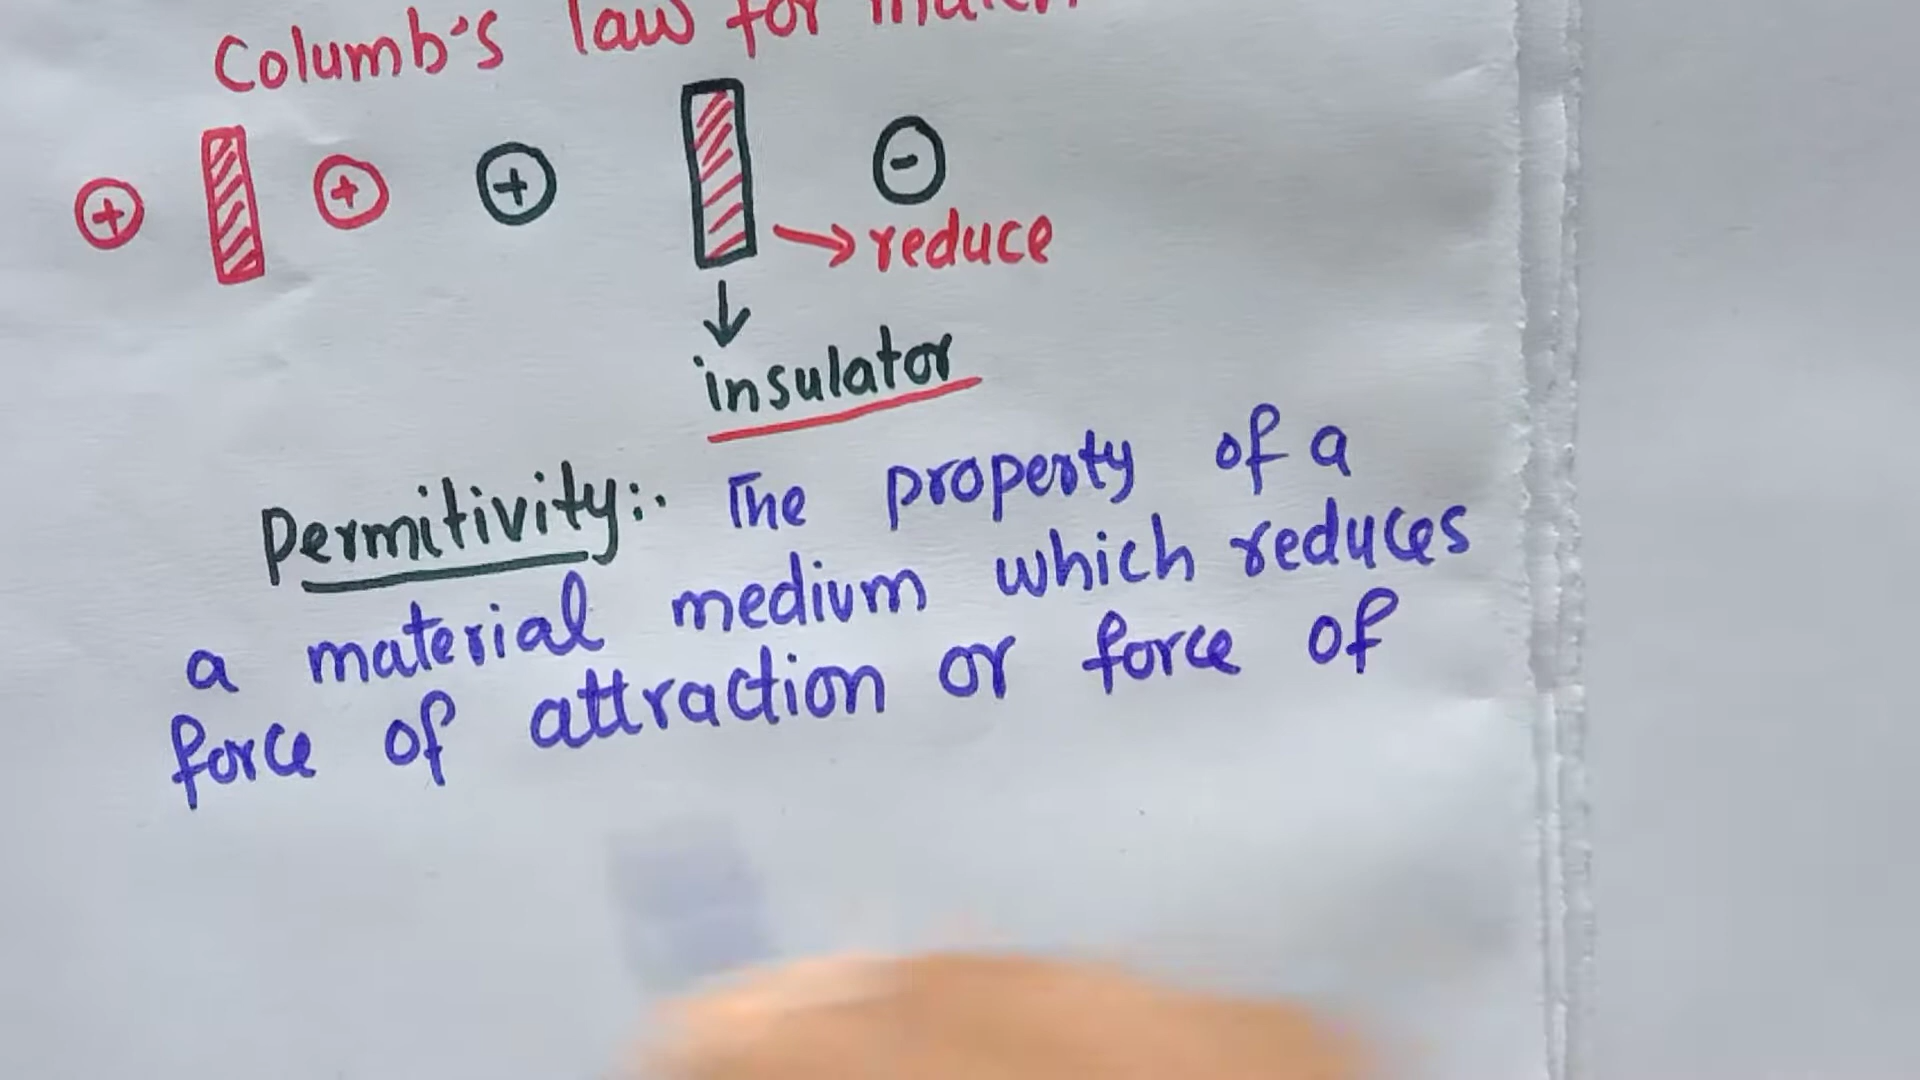 Columb's law for
+ + + -
reduce
insulator
Permitivity:. The property of a
a material medium which reduces
force of attraction or force of